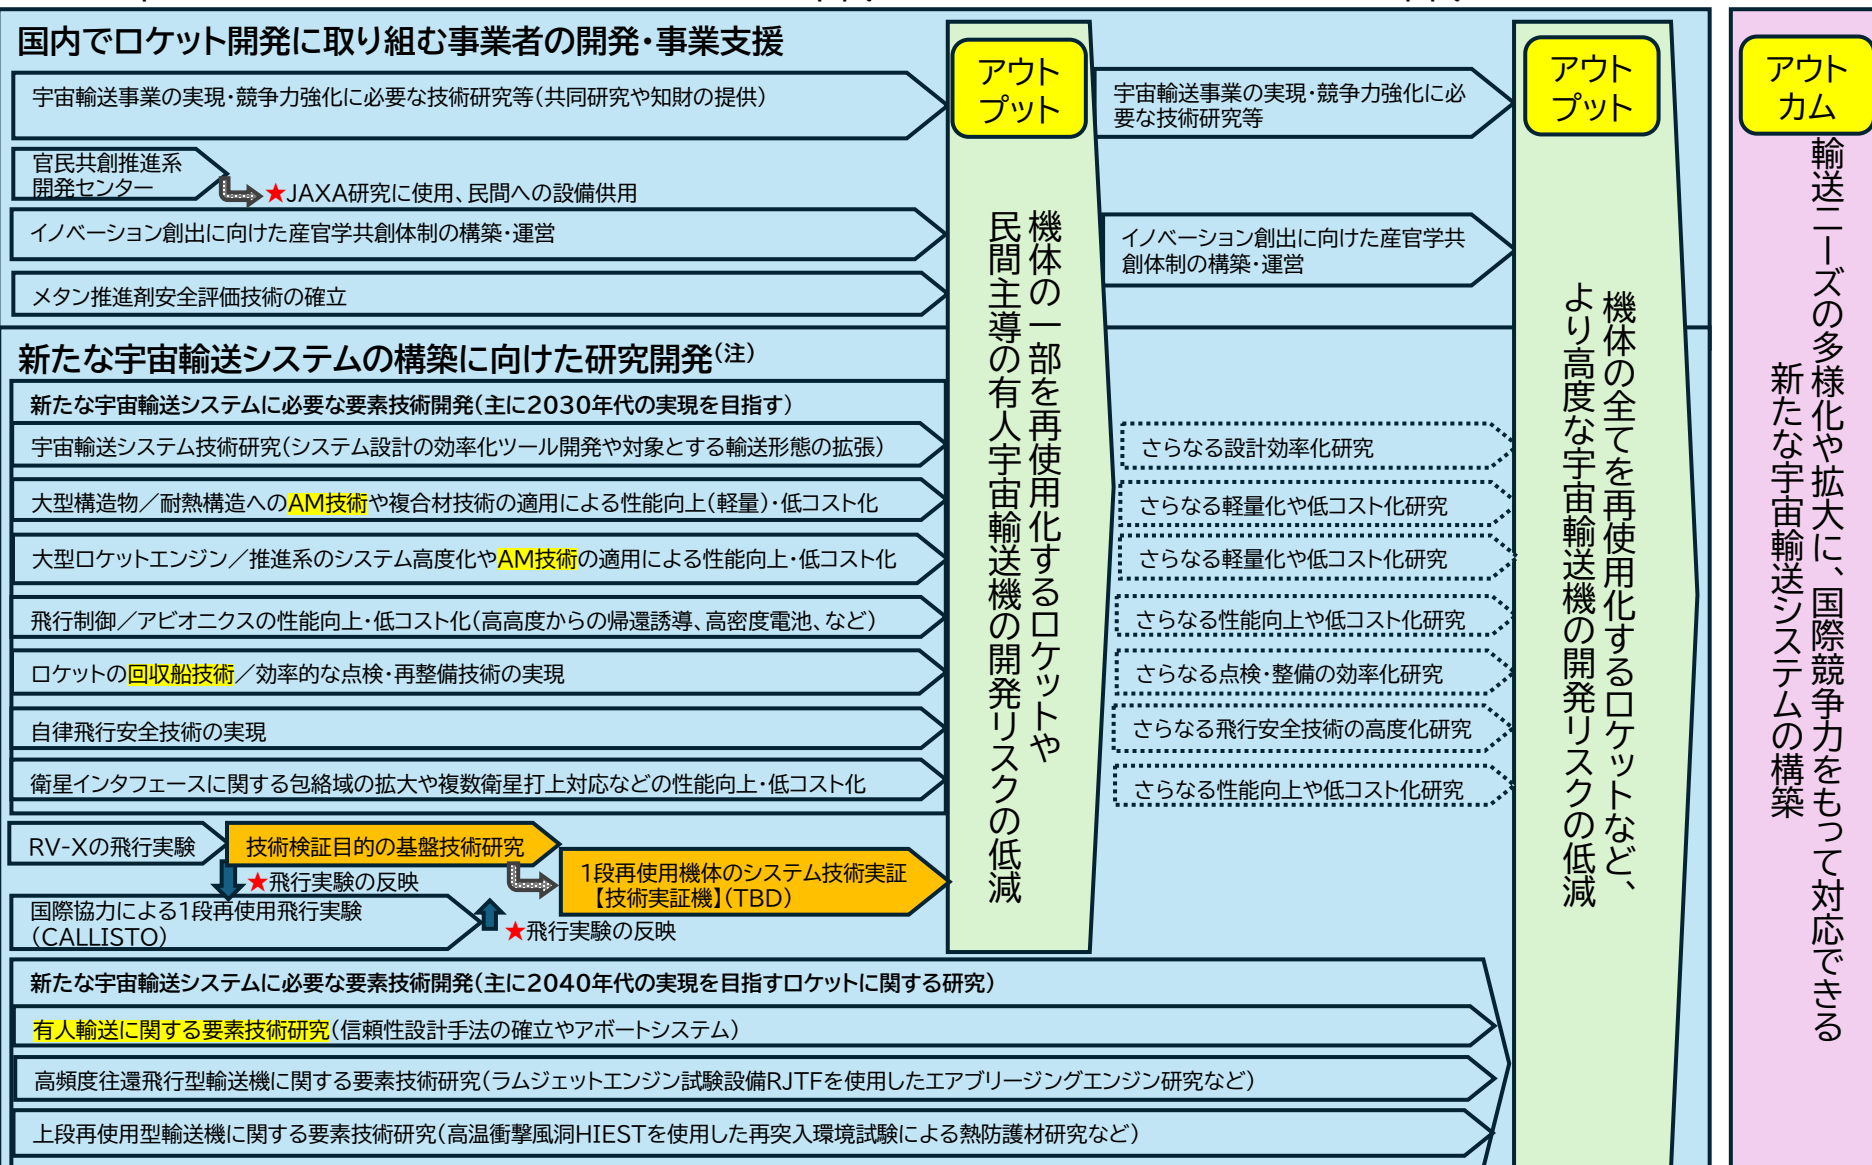 国内でロケット開発に取り組む事業者の開発・事業支援
宇宙輸送事業の実現・競争力強化に必要な技術研究等(共同研究や知財の提供)
官民共創推進系
開発センター
★JAXA研究に使用、民間への設備供用
イノベーション創出に向けた産官学共創体制の構築・運営
メタン推進剤安全評価技術の確立
新たな宇宙輸送システムの構築に向けた研究開発(注)
新たな宇宙輸送システムに必要な要素技術開発(主に2030年代の実現を目指す)
宇宙輸送システム技術研究(システム設計の効率化ツール開発や対象とする輸送形態の拡張)
大型構造物／耐熱構造へのAM技術や複合材技術の適用による性能向上(軽量)・低コスト化
大型ロケットエンジン／推進系のシステム高度化やAM技術の適用による性能向上・低コスト化
飛行制御／アビオニクスの性能向上・低コスト化(高高度からの帰還誘導、高密度電池、など)
ロケットの回収船技術／効率的な点検・再整備技術の実現
自律飛行安全技術の実現
衛星インタフェースに関する包絡域の拡大や複数衛星打上対応などの性能向上・低コスト化
RV-Xの飛行実験
技術検証目的の基盤技術研究
★飛行実験の反映
1段再使用機体のシステム技術実証
【技術実証機】(TBD)
国際協力による1段再使用飛行実験
(CALLISTO)
★飛行実験の反映
アウト
プット
機体の一部を再使用化するロケットや
民間主導の有人宇宙輸送機の開発リスクの低減
宇宙輸送事業の実現・競争力強化に必
要な技術研究等
イノベーション創出に向けた産官学共
創体制の構築・運営
さらなる設計効率化研究
さらなる軽量化や低コスト化研究
さらなる軽量化や低コスト化研究
さらなる性能向上や低コスト化研究
さらなる点検・整備の効率化研究
さらなる飛行安全技術の高度化研究
さらなる性能向上や低コスト化研究
新たな宇宙輸送システムに必要な要素技術開発(主に2040年代の実現を目指すロケットに関する研究)
有人輸送に関する要素技術研究(信頼性設計手法の確立やアボートシステム)
高頻度往還飛行型輸送機に関する要素技術研究(ラムジェットエンジン試験設備RJTFを使用したエアブリージングエンジン研究など)
上段再使用型輸送機に関する要素技術研究(高温衝撃風洞HIESTを使用した再突入環境試験による熱防護材研究など)
アウト
プット
機体の全てを再使用化するロケットなど、
より高度な宇宙輸送機の開発リスクの低減
アウト
カム
輸送ニーズの多様化や拡大に、国際競争力をもって対応できる
新たな宇宙輸送システムの構築